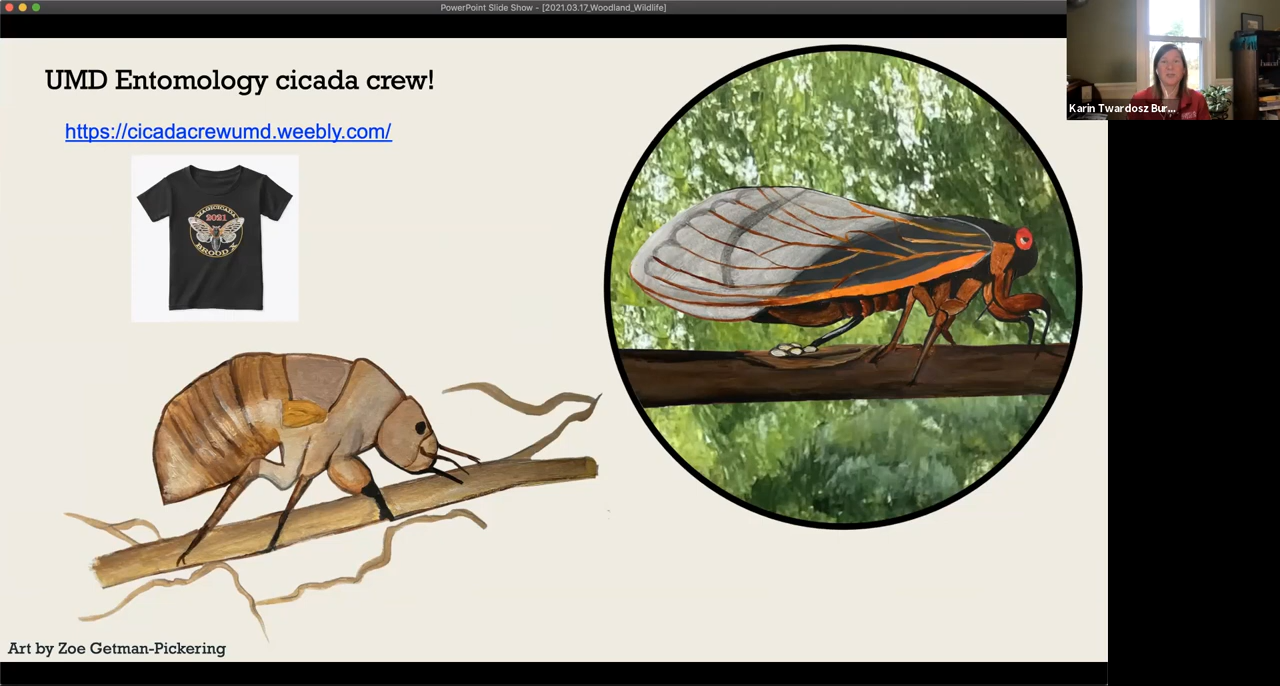 PowerPoint Slide Show - [2021.03.17_Woodland_Wildlife]
UMD Entomology cicada crew!
https://cicadacrewumd.weebly.com/
MAGICICADA
2021
BROOD X
Karin Twardosz Bur...
Art by Zoe Getman-Pickering